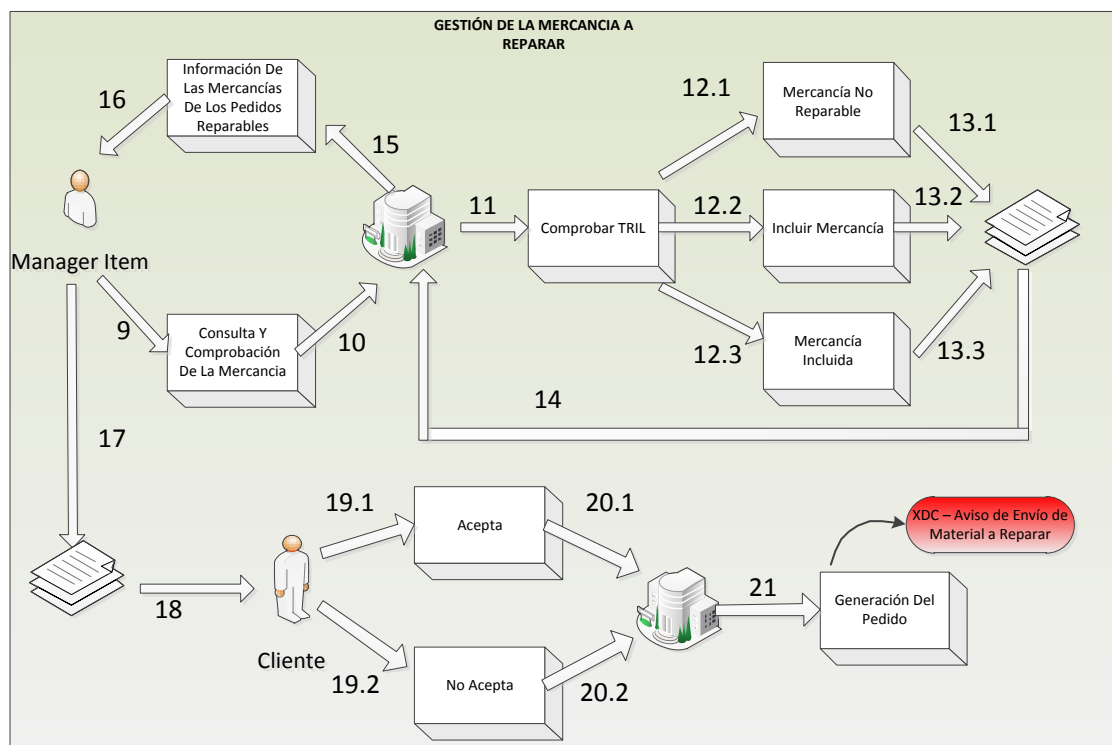 GESTIÓN DE LA MERCANCIA A
REPARAR
Información De
Las Mercancías
De Los Pedidos
Reparables
16
15
Manager Item
9
Consulta Y
Comprobación
De La Mercancia
10
11
Comprobar TRIL
12.1
Mercancía No
Reparable
13.1
12.2
Incluir Mercancía
13.2
12.3
Mercancía
Incluida
13.3
14
17
18
Cliente
19.1
Acepta
20.1
19.2
No Acepta
20.2
21
Generación Del
Pedido
XDC – Aviso de Envío de
Material a Reparar